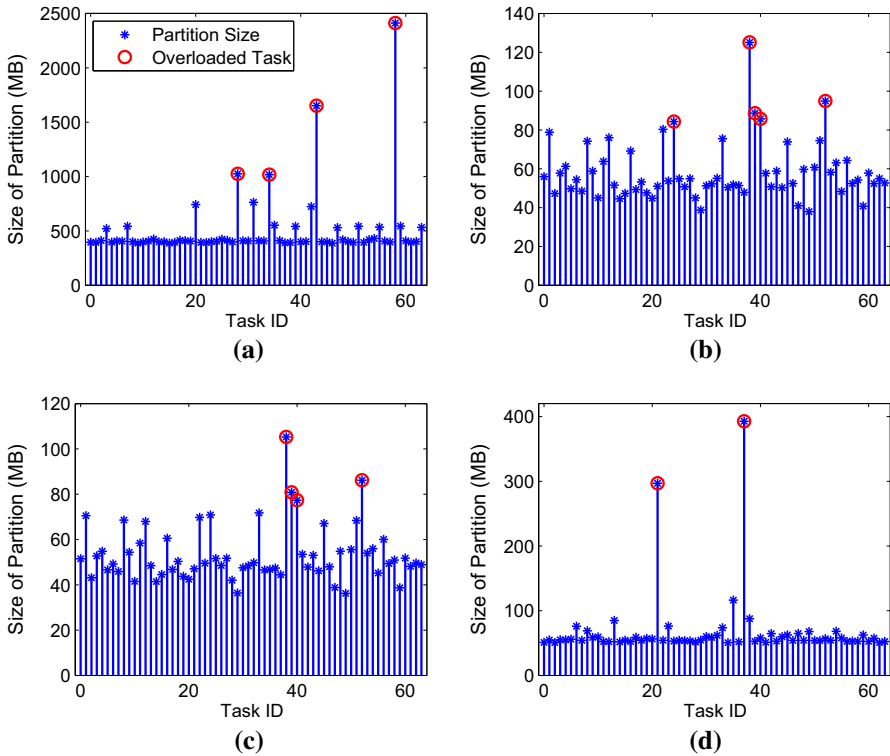 2500
2000
1500
1000
500
0
Size of Partition (MB)
Partition Size
Overloaded Task
0 20 40 60
Task ID
(a)
140
120
100
80
60
40
20
0
Size of Partition (MB)
0 20 40 60
Task ID
(b)
120
100
80
60
40
20
0
Size of Partition (MB)
0 20 40 60
Task ID
(c)
400
300
200
100
0
Size of Partition (MB)
0 20 40 60
Task ID
(d)